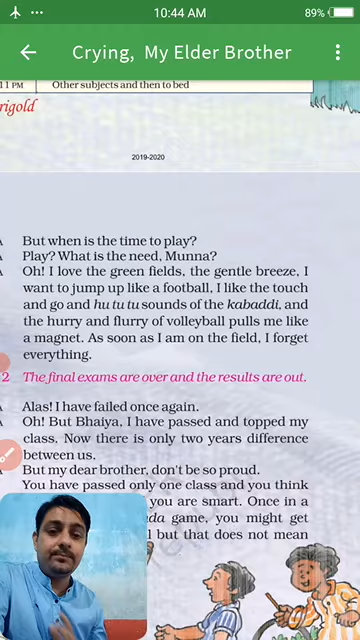 10:44 AM
89%
Crying, My Elder Brother
11 PM Other subjects and then to bed
rigold
2019-2020
But when is the time to play?
Play? What is the need, Munna?
Oh! I love the green fields, the gentle breeze, I
want to jump up like a football, I like the touch
and go and hu tu tu sounds of the kabaddi, and
the hurry and flurry of volleyball pulls me like
a magnet. As soon as I am on the field, I forget
everything.
2 The final exams are over and the results are out.
Alas! I have failed once again.
Oh! But Bhaiya, I have passed and topped my
class. Now there is only two years difference
between us.
But my dear brother, don't be so proud.
You have passed only one class and you think
you are smart. Once in a
game, you might get
but that does not mean